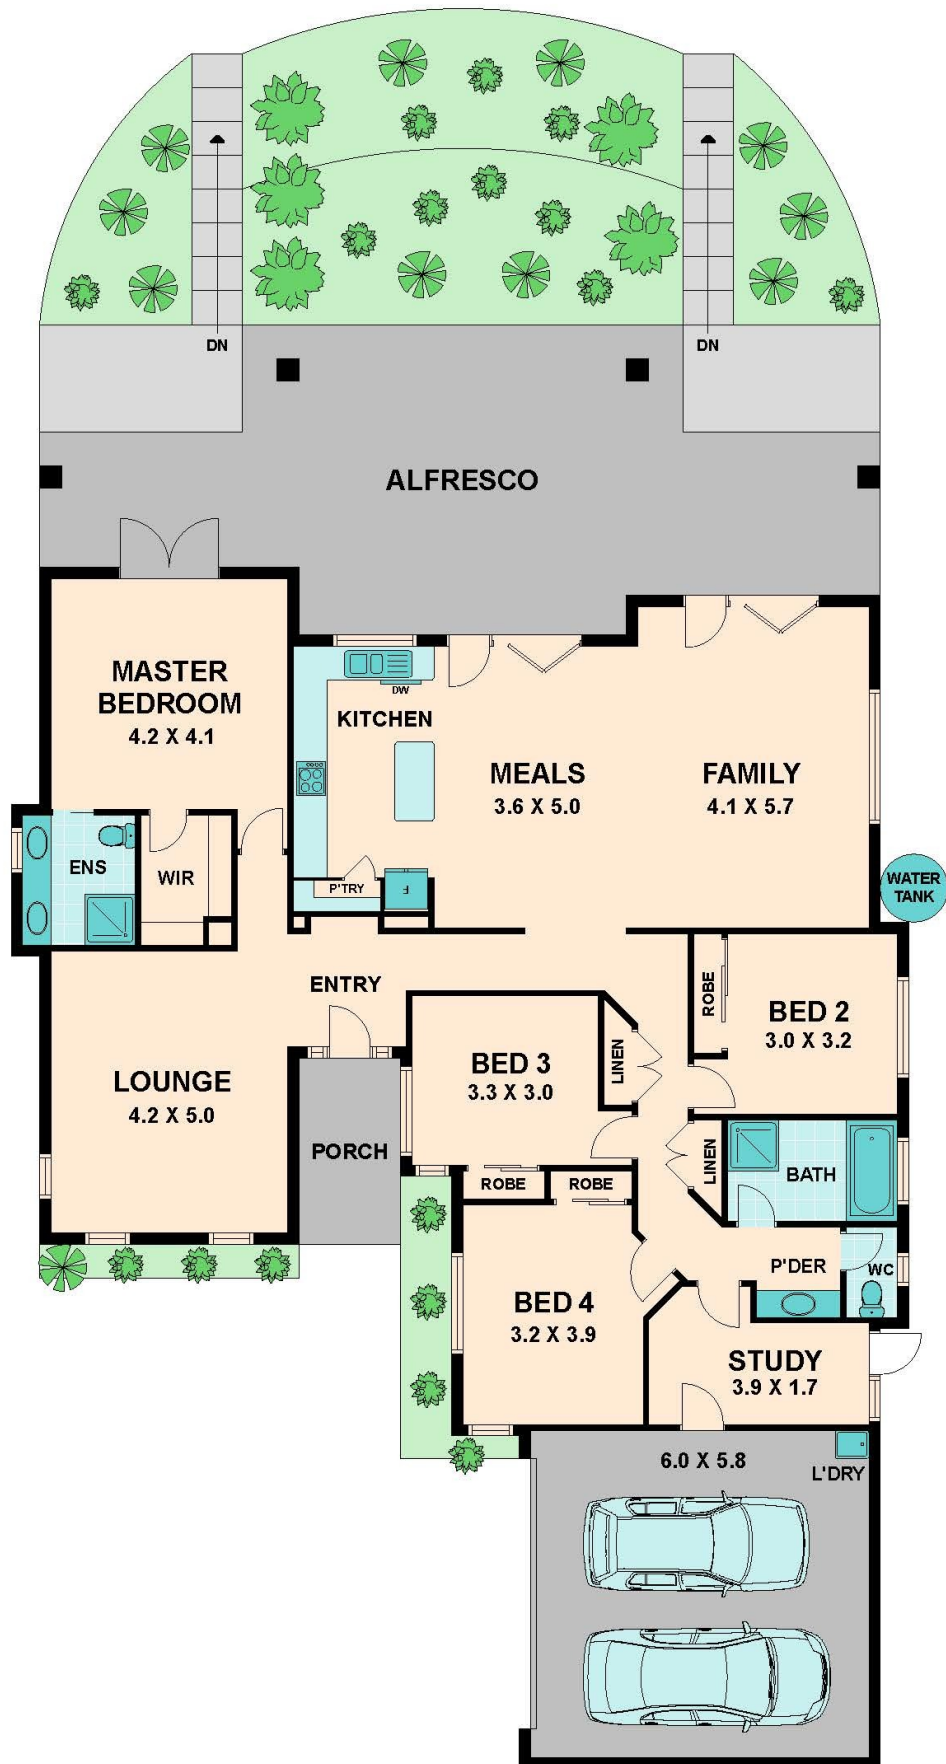 DN
DN
ALFRESCO
MASTER
BEDROOM
4.2 X 4.1
DW
KITCHEN
MEALS
3.6 X 5.0
FAMILY
4.1 X 5.7
ENS
WIR
P'TRY
F
WATER
TANK
ENTRY
ROBE
BED 2
3.0 X 3.2
LOUNGE
4.2 X 5.0
BED 3
3.3 X 3.0
LINEN
PORCH
ROBE
ROBE
LINEN
BATH
P'DER
WC
BED 4
3.2 X 3.9
STUDY
3.9 X 1.7
6.0 X 5.8
L'DRY